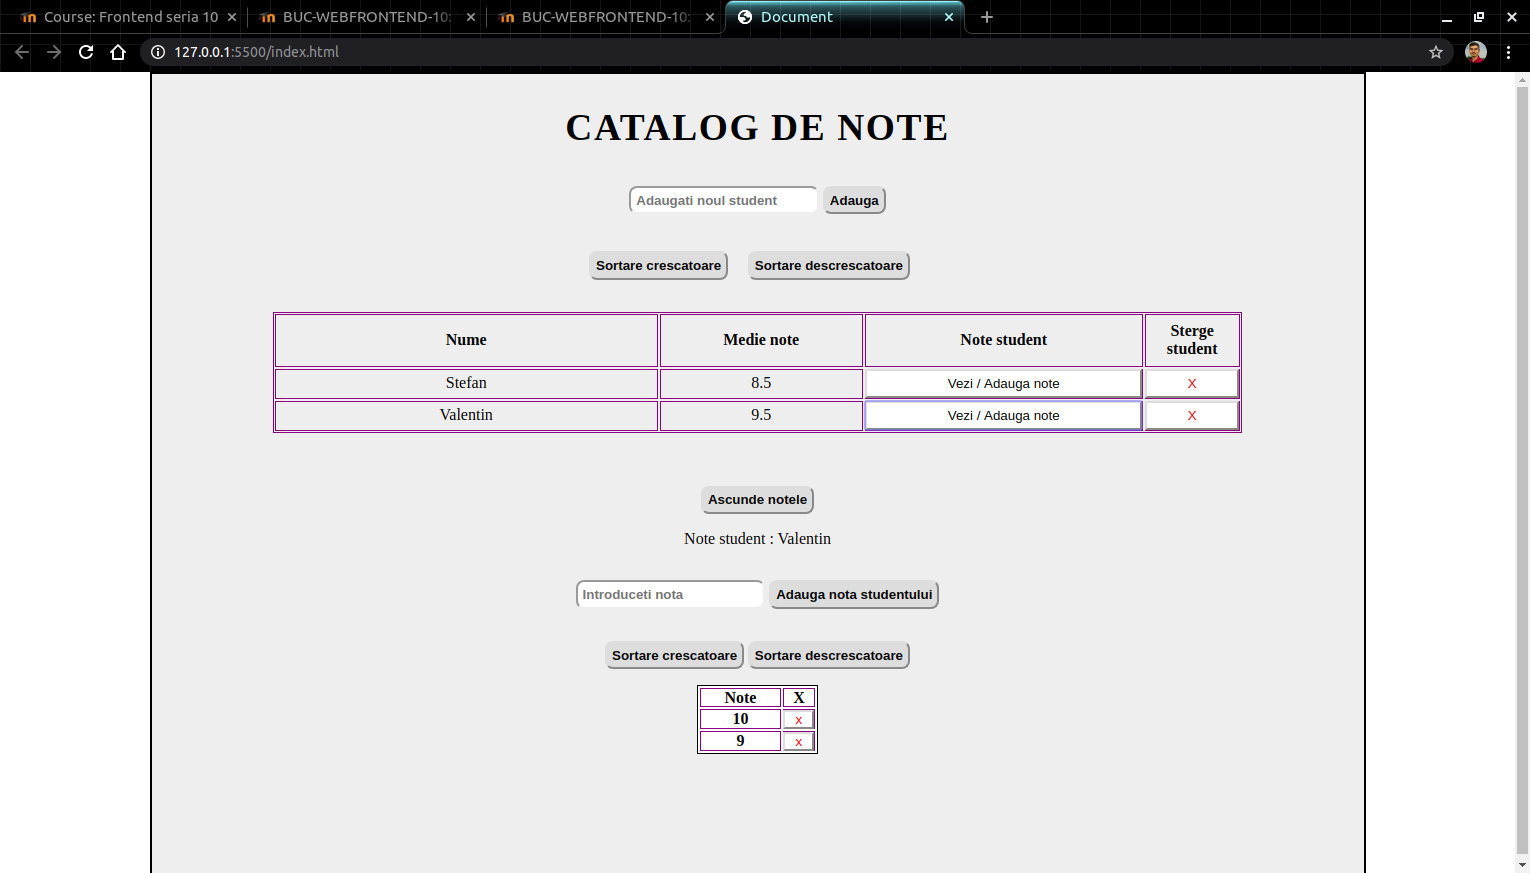 Course: Frontend seria 10
BUC-WEBFRONTEND-10:
BUC-WEBFRONTEND-10:
Document
127.0.0.1:5500/index.html
CATALOG DE NOTE
Adaugati noul student Adauga
Sortare crescatoare Sortare descrescatoare
Nume Medie note Note student Sterge student
Stefan 8.5 Vezi / Adauga note X
Valentin 9.5 Vezi / Adauga note X
Ascunde notele
Note student : Valentin
Introduceti nota Adauga nota studentului
Sortare crescatoare Sortare descrescatoare
Note X
10 x
9 x